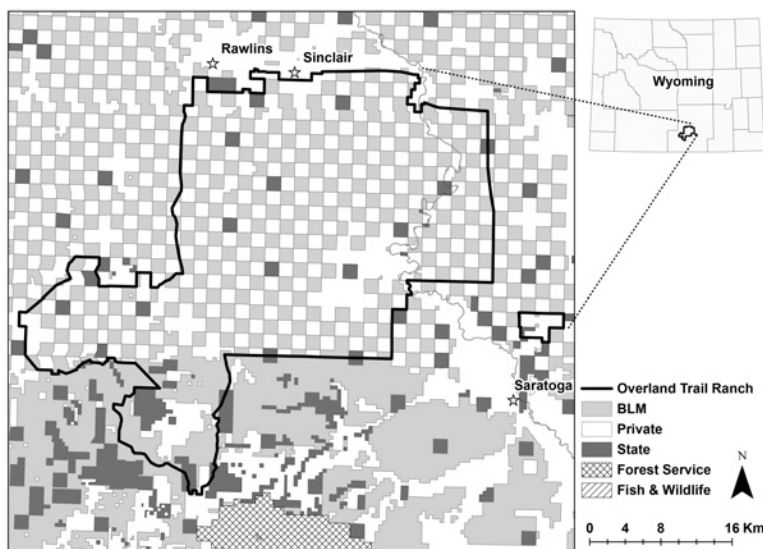 Rawlins
Sinclair
Wyoming
Saratoga
Overland Trail Ranch
BLM
Private
State
Forest Service
Fish & Wildlife
N
0 4 8 16 Km